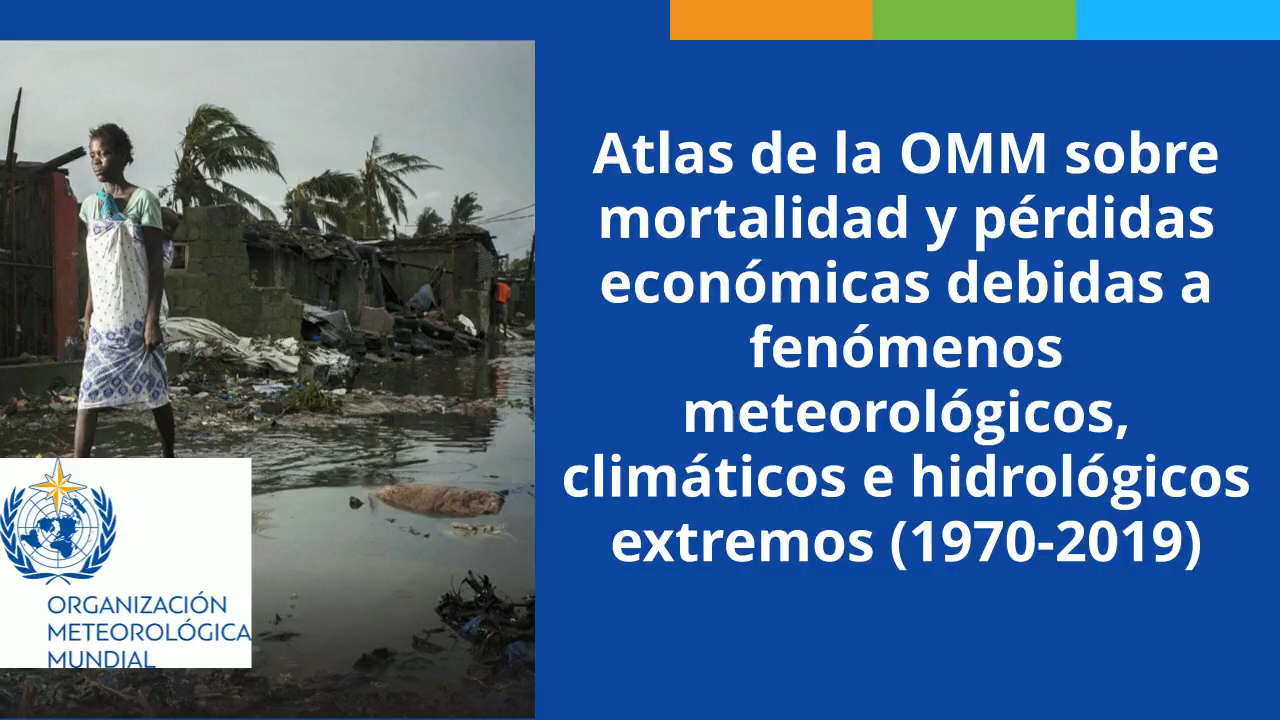 Atlas de la OMM sobre
mortalidad y pérdidas
económicas debidas a
fenómenos
meteorológicos,
climáticos e hidrológicos
extremos (1970-2019)
ORGANIZACIÓN
METEOROLÓGICA
MUNDIAL